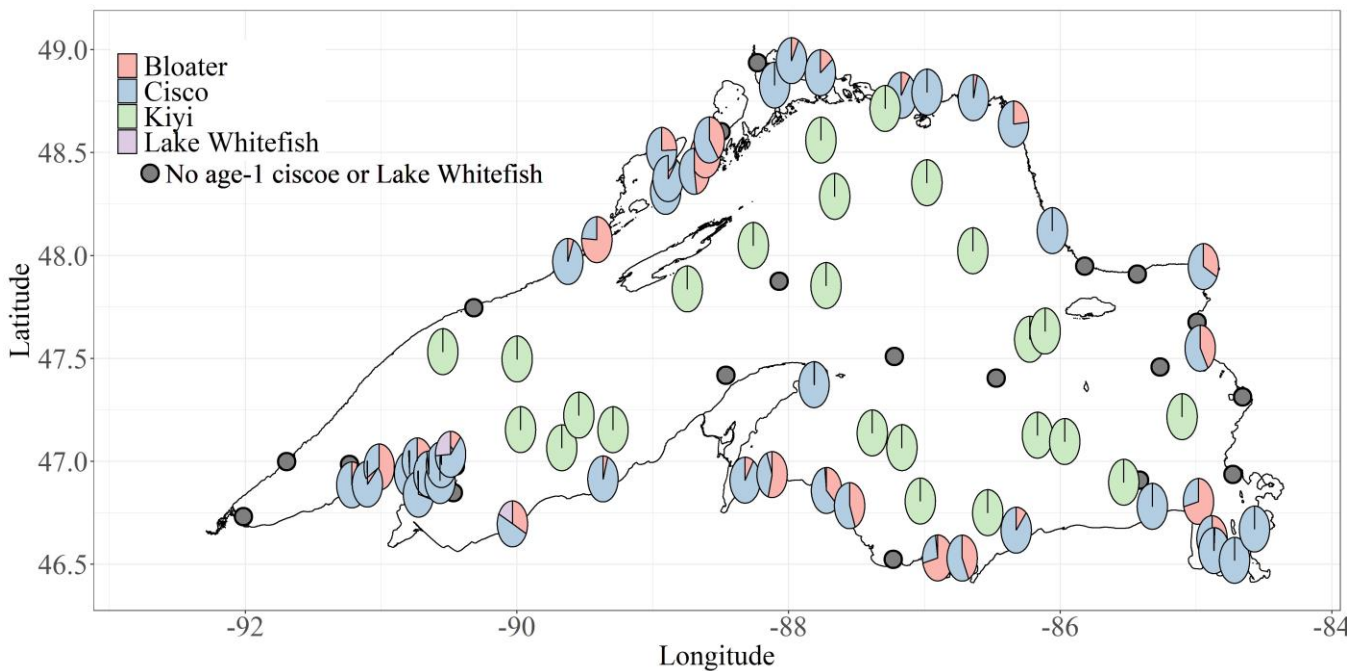 49.0
48.5
48.0
47.5
47.0
46.5
Latitude
Bloater
Cisco
Kiyi
Lake Whitefish
No age-1 ciscoe or Lake Whitefish
-92
-90
-88
-86
-84
Longitude